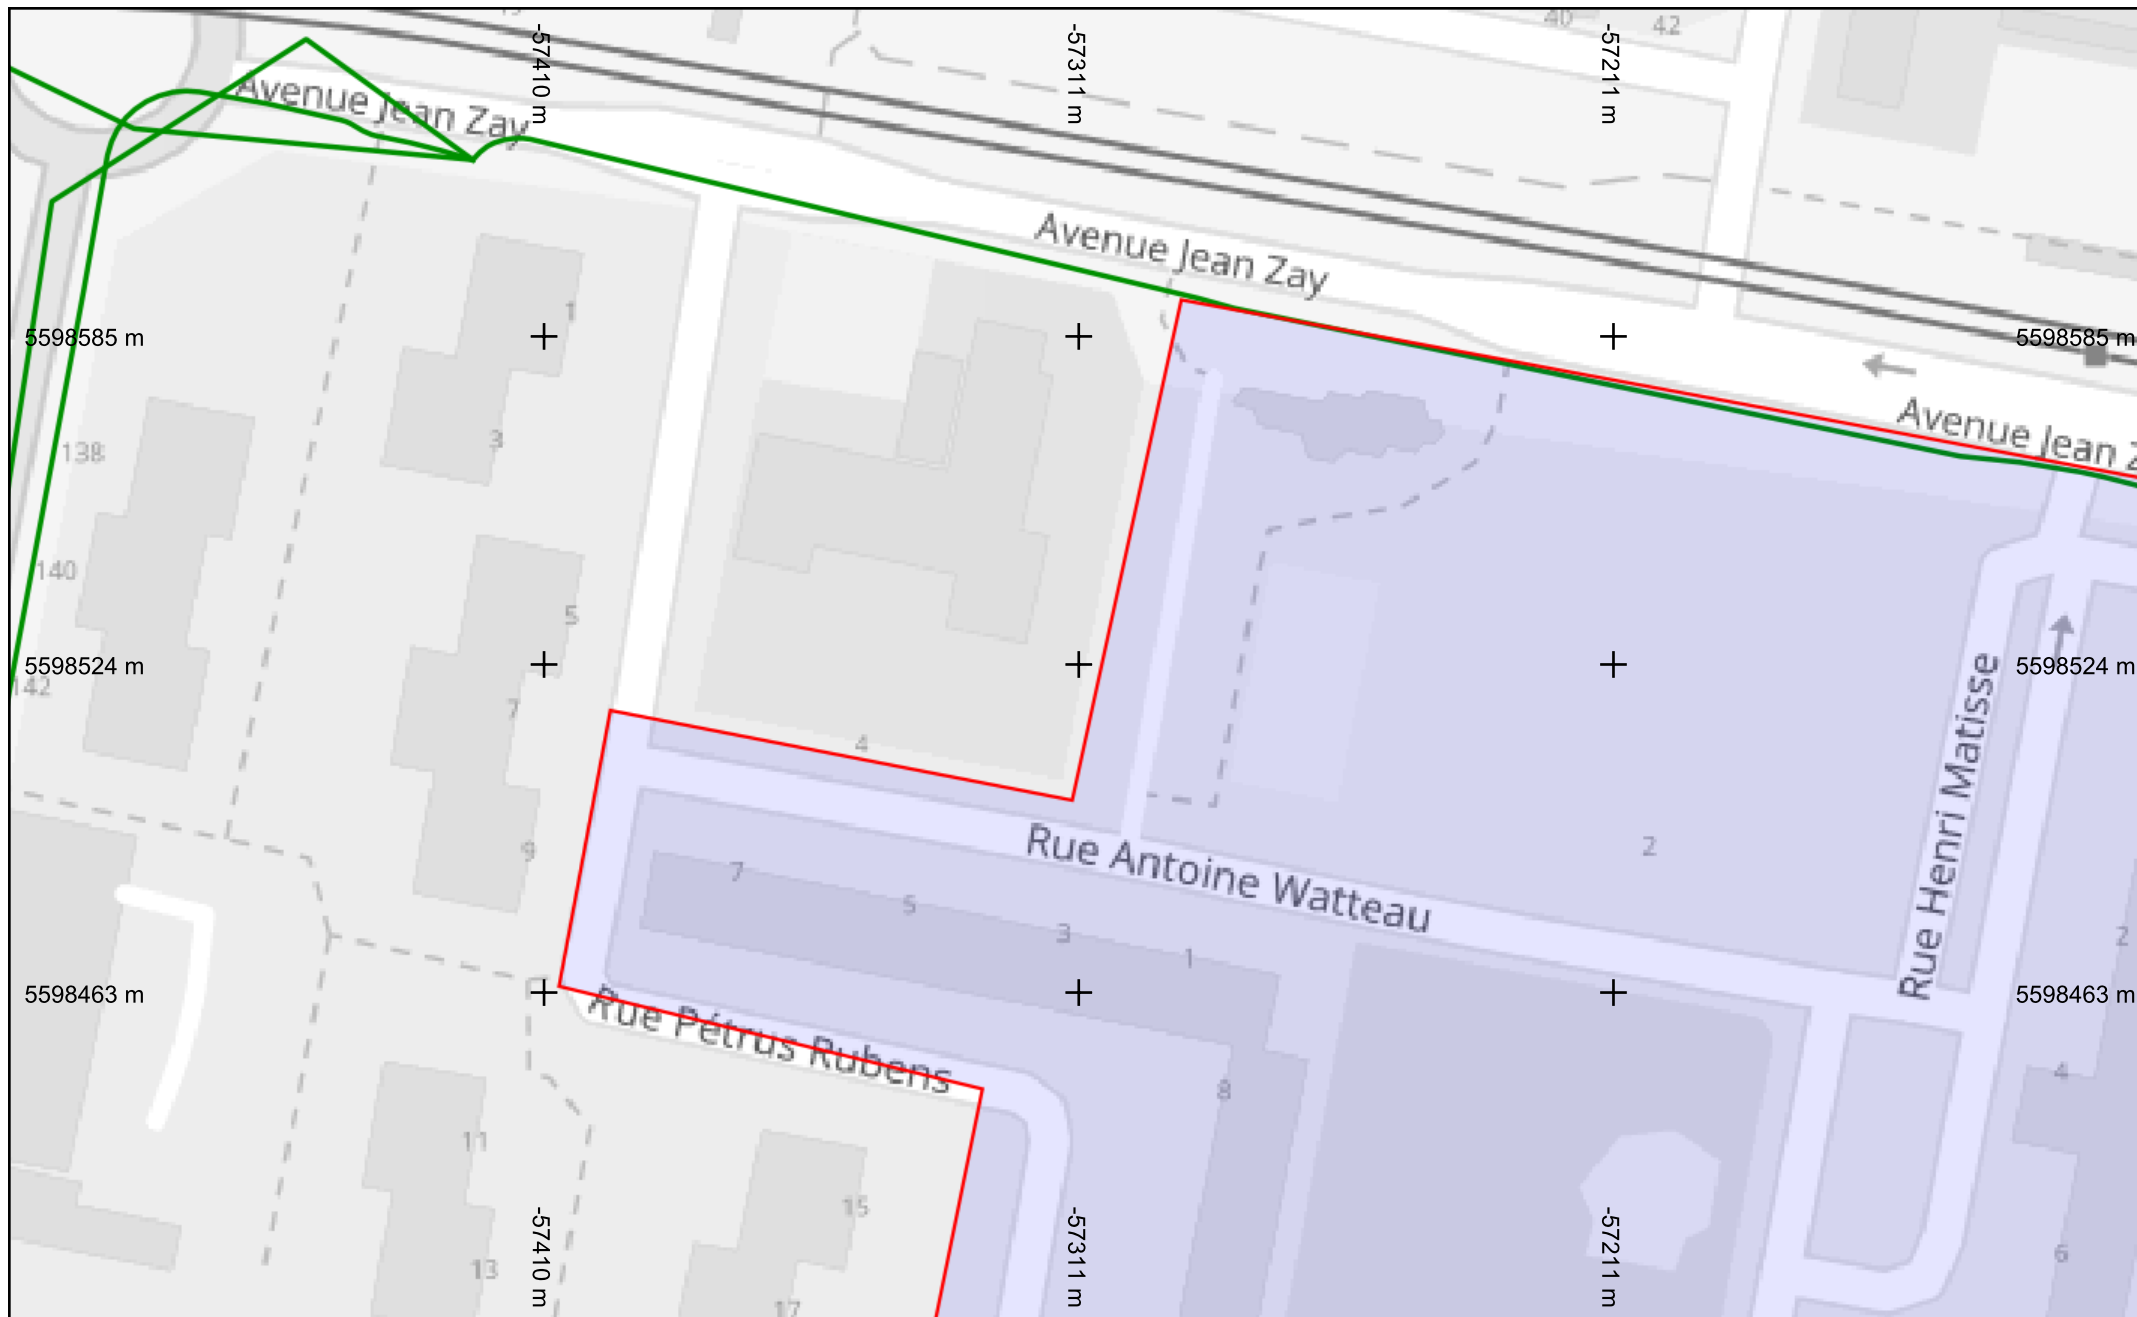 40
42
-57410 m
-57311 m
-57211 m
Avenue Jean Zay
Avenue Jean Zay
1
5598585 m
5598585 m
Avenue Jean Z
3
138
140
5
5598524 m
5598524 m
142
7
4
Rue Henri Matisse
9
Rue Antoine Watteau
2
7
5
3
1
2
5598463 m
5598463 m
Rue Pétrus Rubens
8
4
11
15
6
13
17
-57410 m
-57311 m
-57211 m